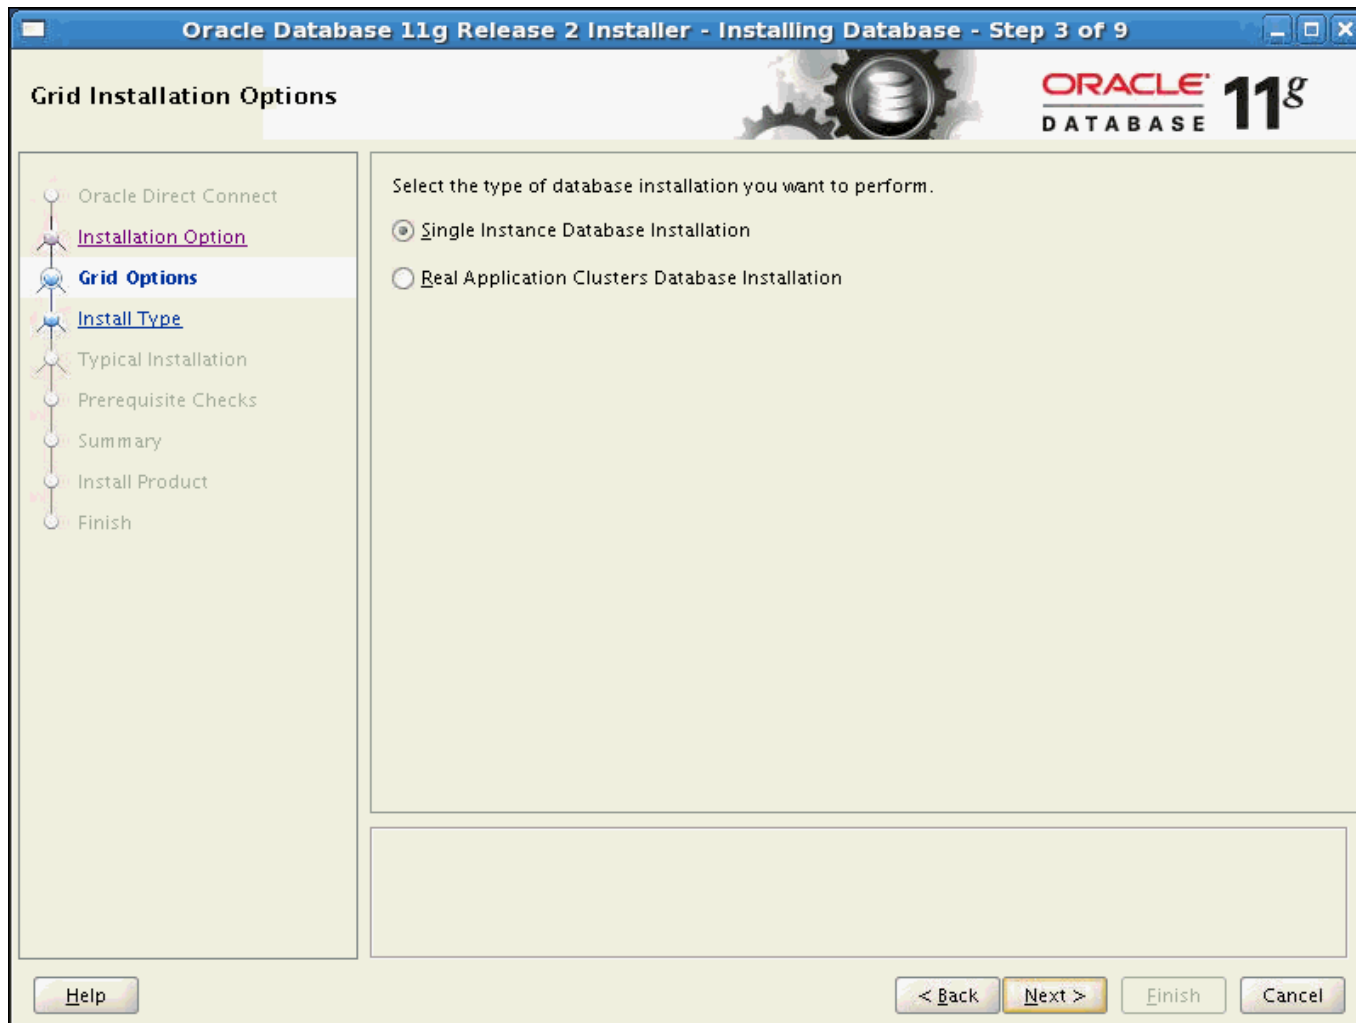 Oracle Database 11g Release 2 Installer - Installing Database - Step 3 of 9
Grid Installation Options
ORACLE
DATABASE
11g
Oracle Direct Connect
Installation Option
Grid Options
Install Type
Typical Installation
Prerequisite Checks
Summary
Install Product
Finish
Select the type of database installation you want to perform.
Single Instance Database Installation
Real Application Clusters Database Installation
Help
< Back
Next >
Finish
Cancel